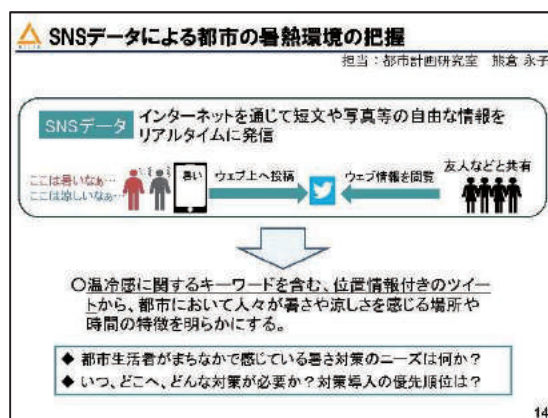 SNSデータによる都市の暑熱環境の把握
担当：都市計画研究室　熊倉 永子
SNSデータ
インターネットを通じて短文や写真等の自由な情報を
リアルタイムに発信
ここは暑いなぁ…
ここは涼しいなぁ…
暑い
ウェブ上へ投稿
ウェブ情報を閲覧
友人などと共有
○温冷感に関するキーワードを含む、位置情報付きのツイー
トから、都市において人々が暑さや涼しさを感じる場所や
時間の特徴を明らかにする。
◆ 都市生活者がまちなかで感じている暑さ対策のニーズは何か？
◆ いつ、どこへ、どんな対策が必要か？対策導入の優先順位は？
14